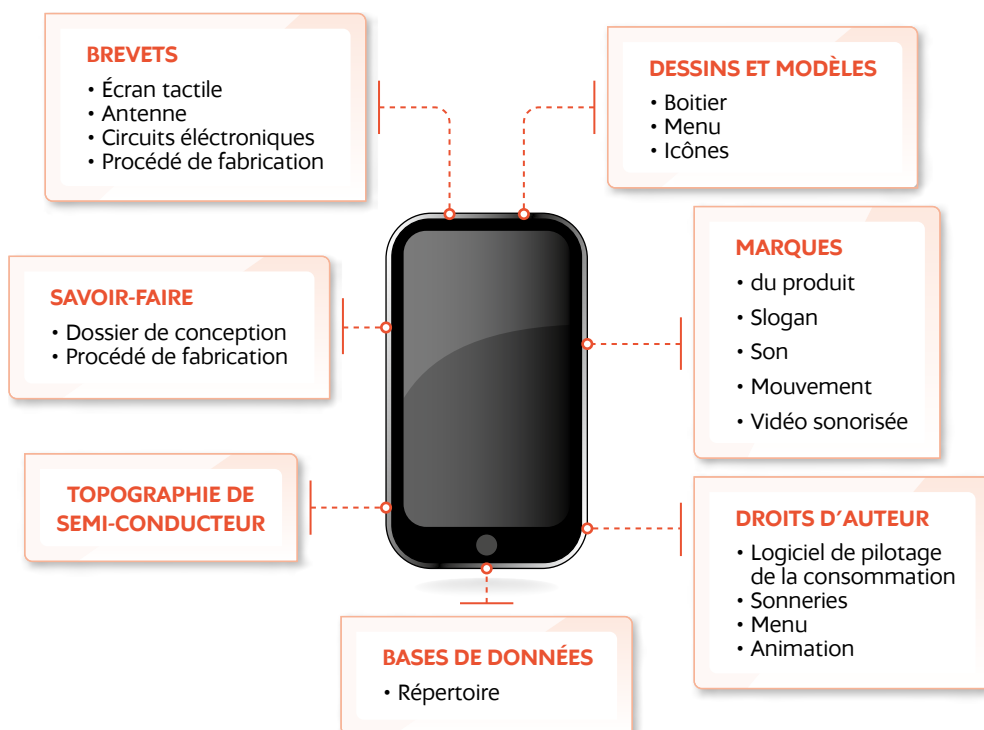 BREVETS
• Écran tactile
• Antenne
• Circuits éléctroniques
• Procédé de fabrication
DESSINS ET MODÈLES
• Boitier
• Menu
• Icônes
SAVOIR-FAIRE
• Dossier de conception
• Procédé de fabrication
MARQUES
• du produit
• Slogan
• Son
• Mouvement
• Vidéo sonorisée
TOPOGRAPHIE DE
SEMI-CONDUCTEUR
DROITS D’AUTEUR
• Logiciel de pilotage
de la consommation
• Sonneries
• Menu
• Animation
BASES DE DONNÉES
• Répertoire